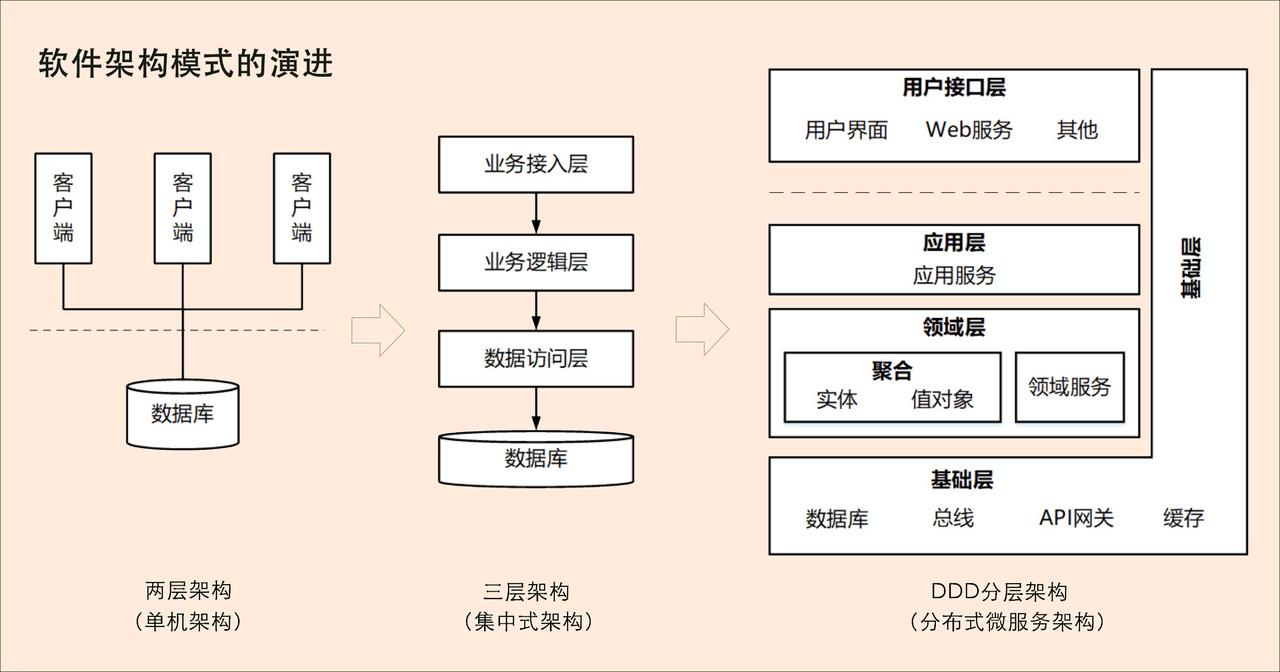 软件架构模式的演进
客户端
客户端
客户端
数据库
两层架构
（单机架构）
业务接入层
业务逻辑层
数据访问层
数据库
三层架构
（集中式架构）
用户接口层
用户界面 Web服务 其他
应用层
应用服务
领域层
聚合
实体 值对象
领域服务
基础层
基础层
数据库 总线 API网关 缓存
DDD分层架构
（分布式微服务架构）